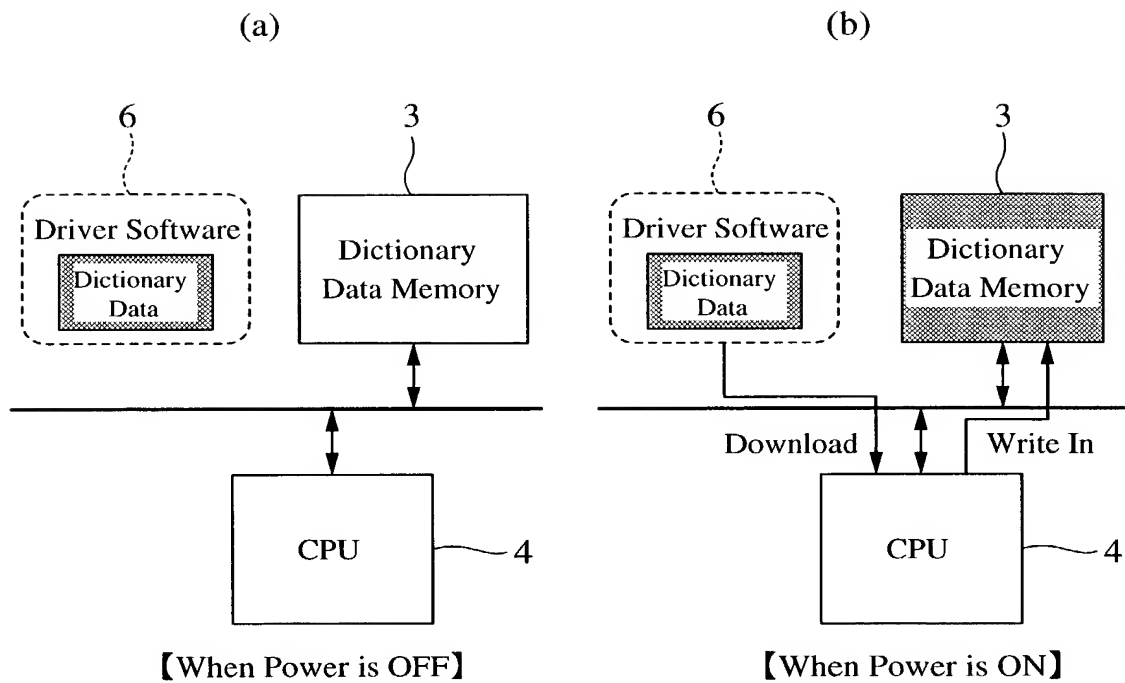 (a)
6
3
Driver Software
Dictionary
Data
Dictionary
Data Memory
CPU
4
【When Power is OFF】
(b)
6
3
Driver Software
Dictionary
Data
Dictionary
Data Memory
Download
Write In
CPU
4
【When Power is ON】